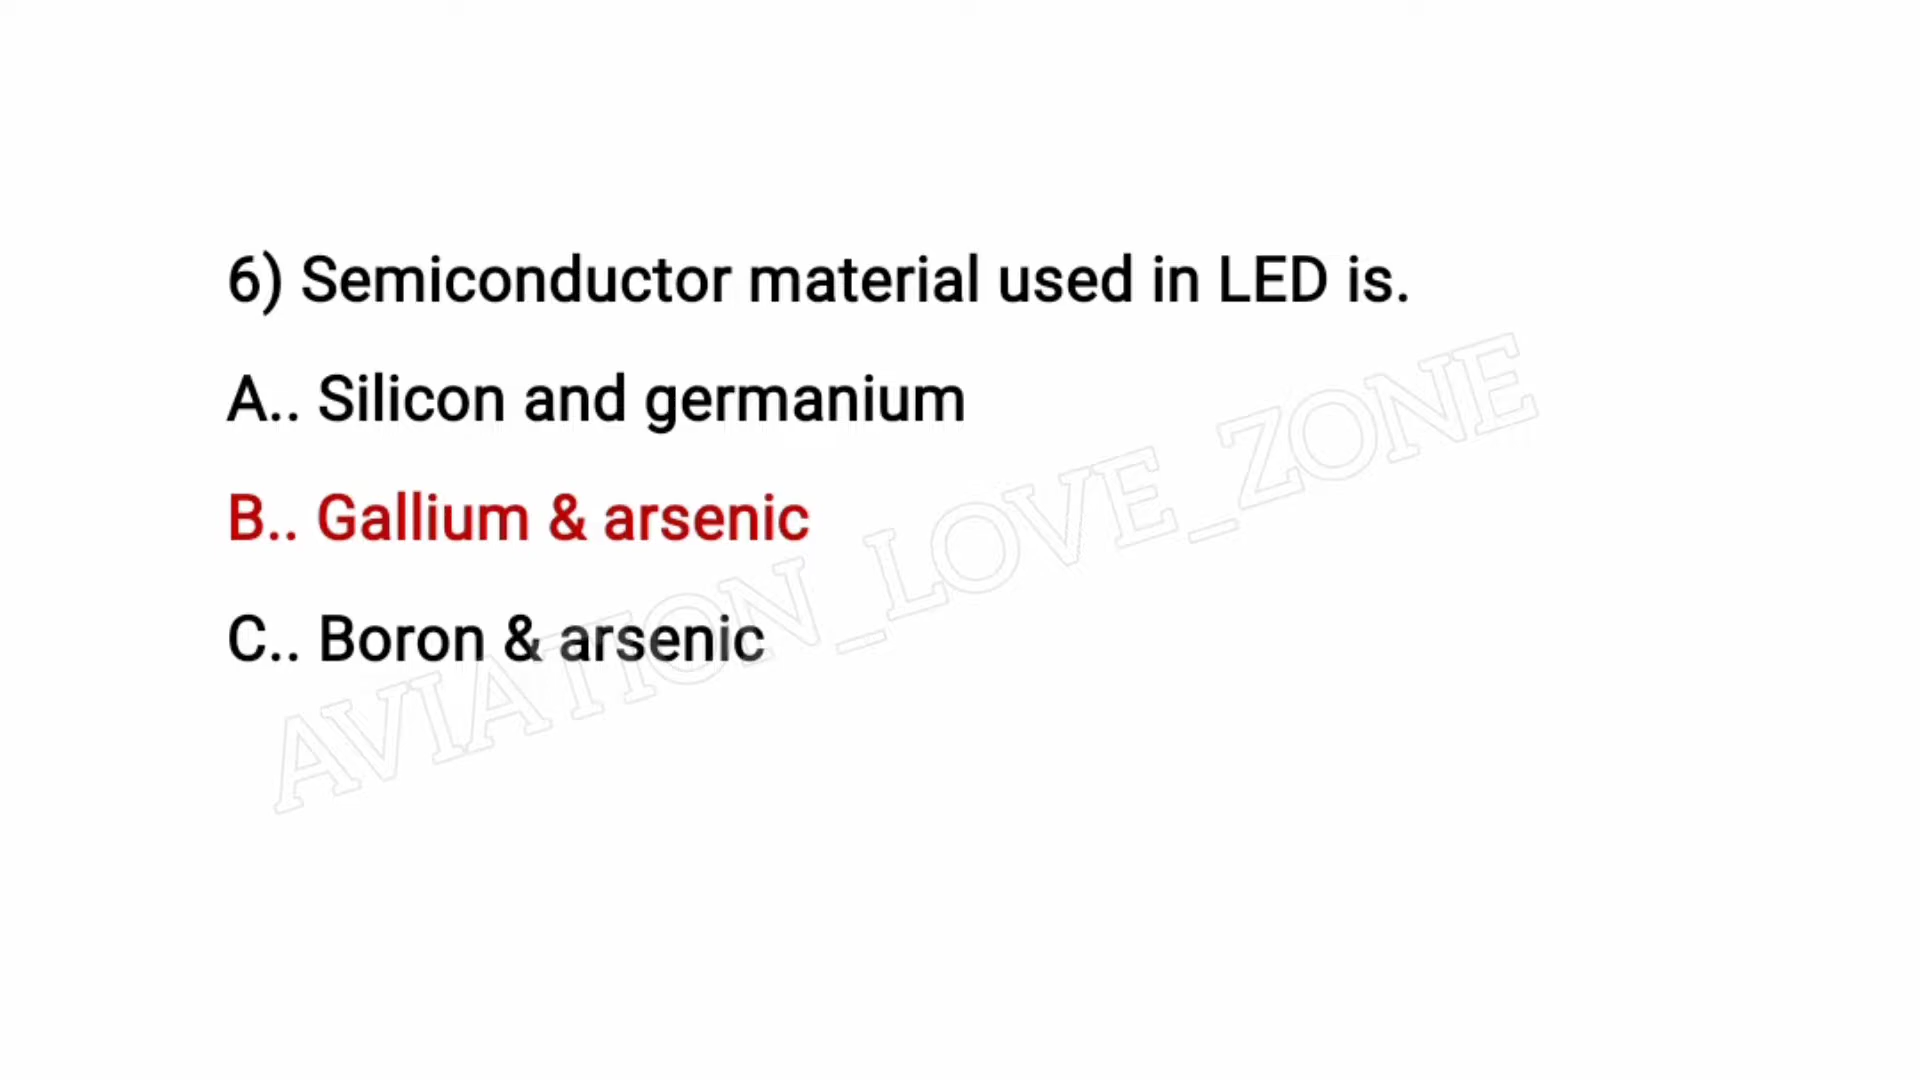 6) Semiconductor material used in LED is.
A.. Silicon and germanium
B.. Gallium & arsenic
C.. Boron & arsenic
AVIATION_LOVE_ZONE